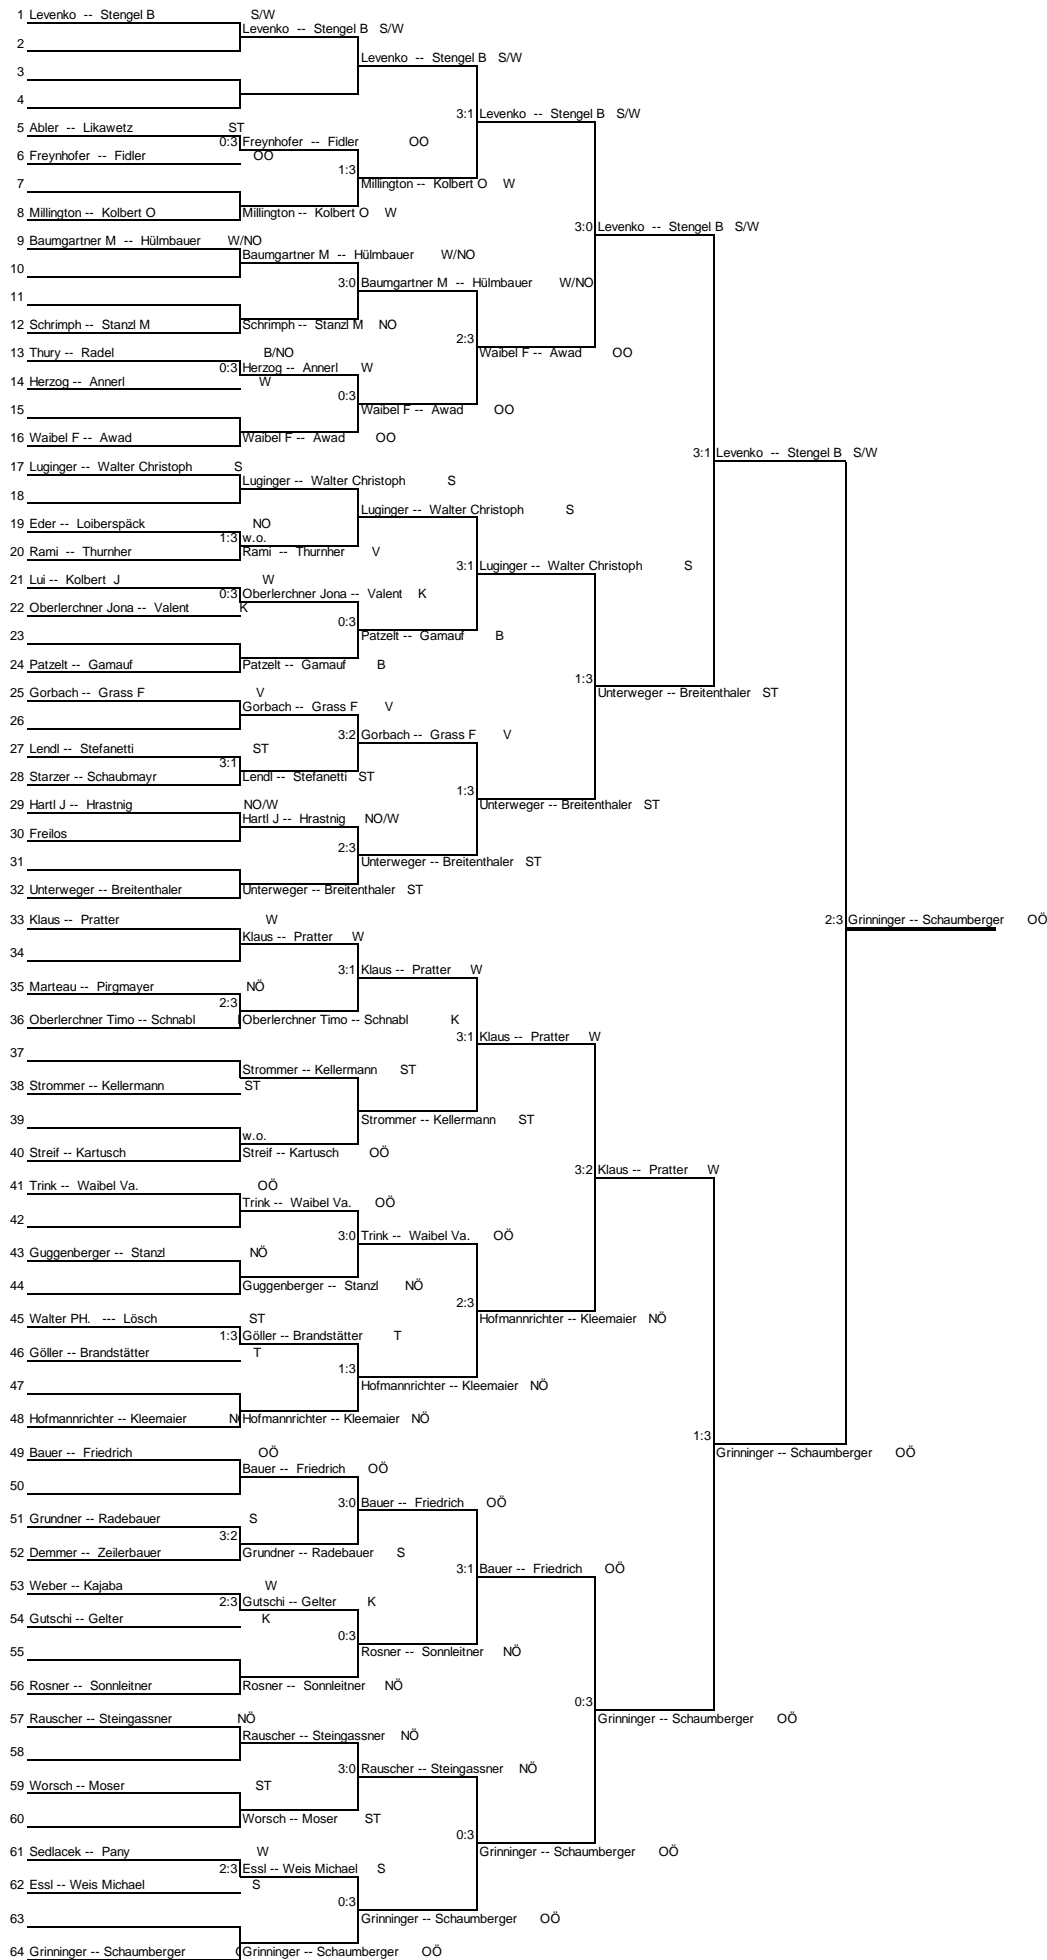 1 Levenko -- Stengel B S/W
Levenko -- Stengel B S/W
2
Levenko -- Stengel B S/W
3
4
3:1 Levenko -- Stengel B S/W
5 Abler -- Likawetz ST
0:3 Freynhofer -- Fidler OO
6 Freynhofer -- Fidler OO
1:3
7
Millington -- Kolbert O W
8 Millington -- Kolbert O
Millington -- Kolbert O W
3:0 Levenko -- Stengel B S/W
9 Baumgartner M -- Hülmbauer W/NO
Baumgartner M -- Hülmbauer W/NO
10
3:0 Baumgartner M -- Hülmbauer W/NO
11
12 Schrimph -- Stanzl M
Schrimph -- Stanzl M NO
2:3
Waibel F -- Awad OO
13 Thury -- Radel B/NO
0:3 Herzog -- Annerl W
14 Herzog -- Annerl W
0:3
15
Waibel F -- Awad OO
16 Waibel F -- Awad
Waibel F -- Awad OO
3:1 Levenko -- Stengel B S/W
17 Luginger -- Walter Christoph S
Luginger -- Walter Christoph S
18
Luginger -- Walter Christoph S
19 Eder -- Loiberspäck NO
1:3 w.o.
20 Rami -- Thurnher
Rami -- Thurnher V
3:1 Luginger -- Walter Christoph S
21 Lui -- Kolbert J W
0:3 Oberlerchner Jona -- Valent K
22 Oberlerchner Jona -- Valent K
0:3
23
Patzelt -- Gamauf B
24 Patzelt -- Gamauf
Patzelt -- Gamauf B
1:3
Unterweger -- Breitenthaler ST
25 Gorbach -- Grass F V
Gorbach -- Grass F V
26
3:2 Gorbach -- Grass F V
27 Lendl -- Stefanetti ST
3:1
28 Starzer -- Schaubmayr
Lendl -- Stefanetti ST
1:3
Unterweger -- Breitenthaler ST
29 Hartl J -- Hrastnig NO/W
Hartl J -- Hrastnig NO/W
30 Freilos
2:3
31
Unterweger -- Breitenthaler ST
32 Unterweger -- Breitenthaler
Unterweger -- Breitenthaler ST
2:3 Grinninger -- Schaumberger OÖ
33 Klaus -- Pratter W
Klaus -- Pratter W
34
3:1 Klaus -- Pratter W
35 Marteau -- Pirgmayer NÖ
2:3
36 Oberlerchner Timo -- Schnabl
Oberlerchner Timo -- Schnabl K
3:1 Klaus -- Pratter W
37
Strommer -- Kellermann ST
38 Strommer -- Kellermann ST
39
Strommer -- Kellermann ST
w.o.
40 Streif -- Kartusch
Streif -- Kartusch OÖ
3:2 Klaus -- Pratter W
41 Trink -- Waibel Va. OÖ
Trink -- Waibel Va. OÖ
42
3:0 Trink -- Waibel Va. OÖ
43 Guggenberger -- Stanzl NÖ
44
Guggenberger -- Stanzl NÖ
2:3
Hofmannrichter -- Kleemaier NÖ
45 Walter PH. --- Lösch ST
1:3 Göller -- Brandstätter T
46 Göller -- Brandstätter T
1:3
47
Hofmannrichter -- Kleemaier NÖ
48 Hofmannrichter -- Kleemaier
Hofmannrichter -- Kleemaier NÖ
1:3
Grinninger -- Schaumberger OÖ
49 Bauer -- Friedrich OÖ
Bauer -- Friedrich OÖ
50
3:0 Bauer -- Friedrich OÖ
51 Grundner -- Radebauer S
3:2
52 Demmer -- Zeilerbauer
Grundner -- Radebauer S
3:1 Bauer -- Friedrich OÖ
53 Weber -- Kajaba W
2:3 Gutschi -- Gelter K
54 Gutschi -- Gelter K
0:3
55
Rosner -- Sonnleitner NÖ
56 Rosner -- Sonnleitner
Rosner -- Sonnleitner NÖ
0:3
Grinninger -- Schaumberger OÖ
57 Rauscher -- Steingassner NÖ
Rauscher -- Steingassner NÖ
58
3:0 Rauscher -- Steingassner NÖ
59 Worsch -- Moser ST
60
Worsch -- Moser ST
0:3
Grinninger -- Schaumberger OÖ
61 Sedlacek -- Pany W
2:3 Essl -- Weis Michael S
62 Essl -- Weis Michael S
0:3
63
Grinninger -- Schaumberger OÖ
64 Grinninger -- Schaumberger
Grinninger -- Schaumberger OÖ